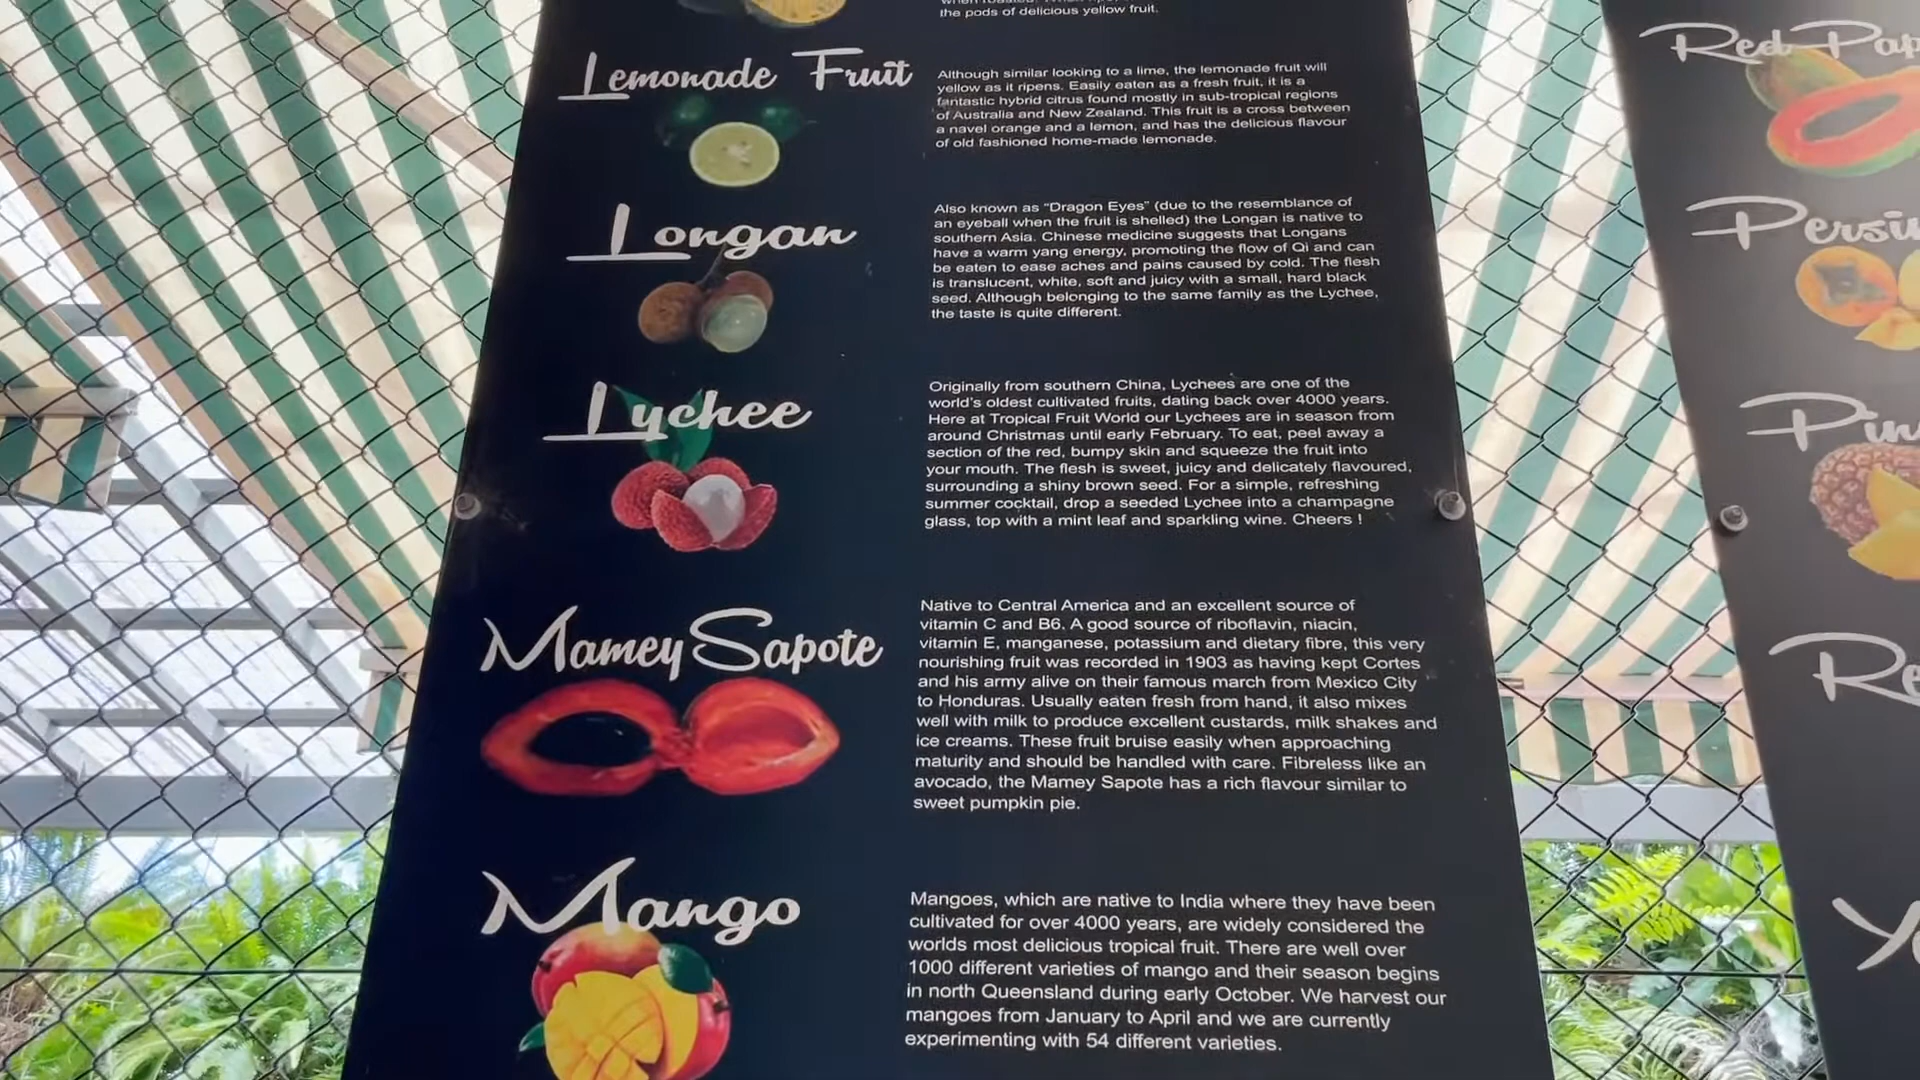 the pods of delicious yellow fruit.
Lemonade Fruit
Although similar looking to a lime, the lemonade fruit will
yellow as it ripens. Easily eaten as a fresh fruit, it is a
fantastic hybrid citrus found mostly in sub-tropical regions
of Australia and New Zealand. This fruit is a cross between
a navel orange and a lemon, and has the delicious flavour
of old fashioned home-made lemonade.
Longan
Also known as "Dragon Eyes" (due to the resemblance of
an eyeball when the fruit is shelled) the Longan is native to
southern Asia. Chinese medicine suggests that Longans
have a warm yang energy, promoting the flow of Qi and can
be eaten to ease aches and pains caused by cold. The flesh
is translucent, white, soft and juicy with a small, hard black
seed. Although belonging to the same family as the Lychee,
the taste is quite different.
Lychee
Originally from southern China, Lychees are one of the
world's oldest cultivated fruits, dating back over 4000 years.
Here at Tropical Fruit World our Lychees are in season from
around Christmas until early February. To eat, peel away a
section of the red, bumpy skin and squeeze the fruit into
your mouth. The flesh is sweet, juicy and delicately flavoured,
surrounding a shiny brown seed. For a simple, refreshing
summer cocktail, drop a seeded Lychee into a champagne
glass, top with a mint leaf and sparkling wine. Cheers !
Mamey Sapote
Native to Central America and an excellent source of
vitamin C and B6. A good source of riboflavin, niacin,
vitamin E, manganese, potassium and dietary fibre, this very
nourishing fruit was recorded in 1903 as having kept Cortes
and his army alive on their famous march from Mexico City
to Honduras. Usually eaten fresh from hand, it also mixes
well with milk to produce excellent custards, milk shakes and
ice creams. These fruit bruise easily when approaching
maturity and should be handled with care. Fibreless like an
avocado, the Mamey Sapote has a rich flavour similar to
sweet pumpkin pie.
Mango
Mangoes, which are native to India where they have been
cultivated for over 4000 years, are widely considered the
worlds most delicious tropical fruit. There are well over
1000 different varieties of mango and their season begins
in north Queensland during early October. We harvest our
mangoes from January to April and we are currently
experimenting with 54 different varieties.
Red Pap
Persi
Pin
Re